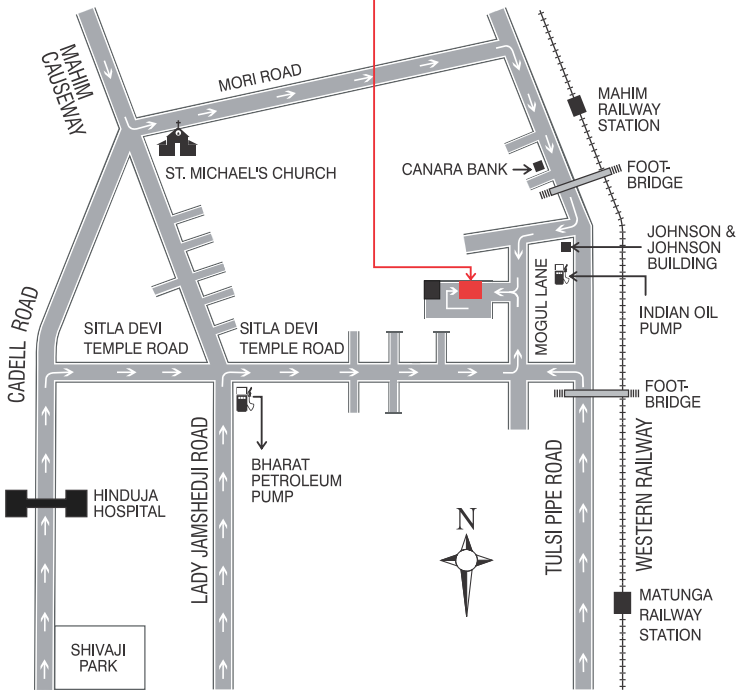 MAHIM
CAUSEWAY
MORI ROAD
ST. MICHAEL'S CHURCH
MAHIM
RAILWAY
STATION
CANARA BANK
FOOT-
BRIDGE
JOHNSON &
JOHNSON
BUILDING
INDIAN OIL
PUMP
MOGUL LANE
CADELL ROAD
SITLA DEVI
TEMPLE ROAD
SITLA DEVI
TEMPLE ROAD
FOOT-
BRIDGE
BHARAT
PETROLEUM
PUMP
LADY JAMSHEDJI ROAD
HINDUJA
HOSPITAL
TULSI PIPE ROAD
WESTERN RAILWAY
N
MATUNGA
RAILWAY
STATION
SHIVAJI
PARK